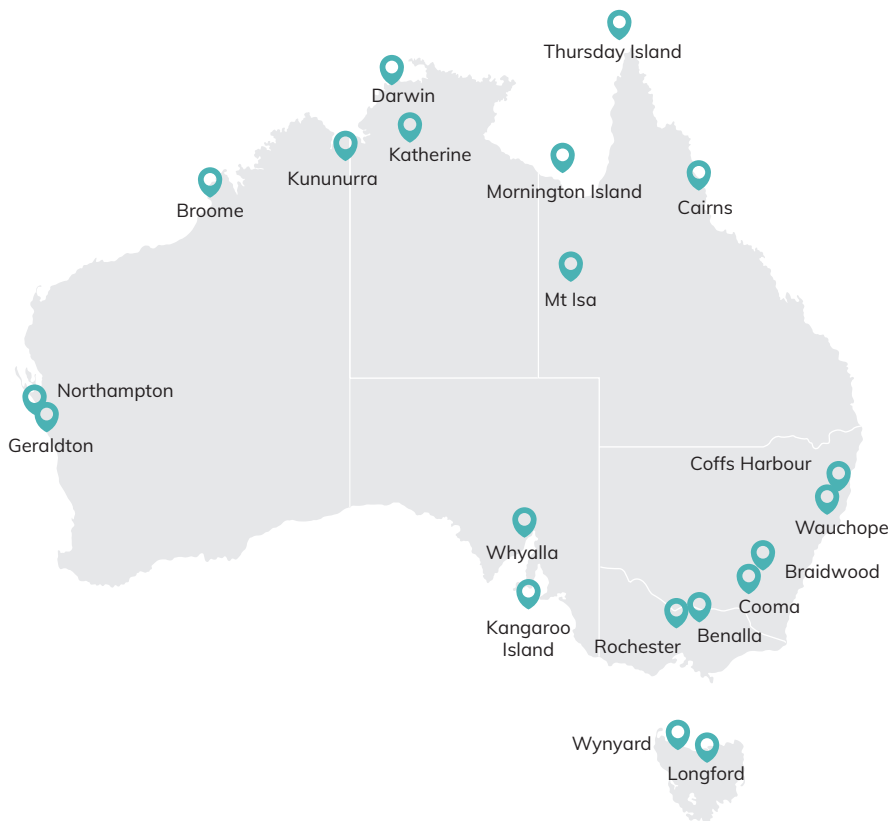 Thursday Island
Darwin
Katherine
Kununurra
Mornington Island
Broome
Cairns
Mt Isa
Northampton
Geraldton
Coffs Harbour
Wauchope
Whyalla
Braidwood
Cooma
Kangaroo
Island
Benalla
Rochester
Wynyard
Longford